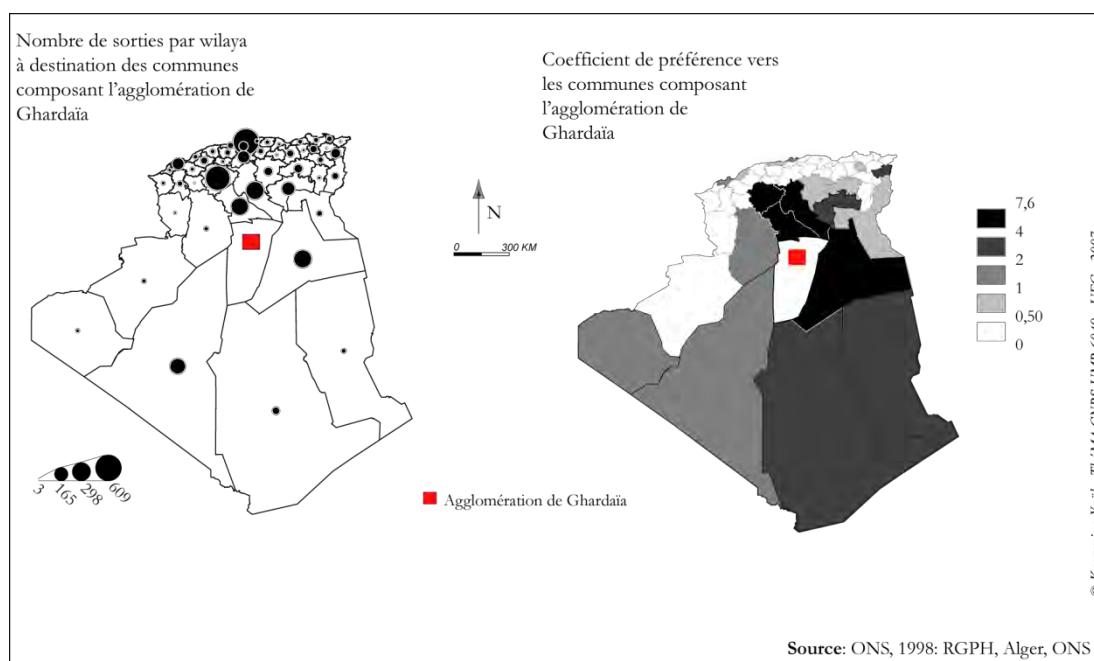 Nombre de sorties par wilaya
à destination des communes
composant l'agglomération de
Ghardaïa
Coefficient de préférence vers
les communes composant
l'agglomération de
Ghardaïa
N
0 300 KM
7,6
4
2
1
0,50
0
3 165 298 609
Agglomération de Ghardaïa
Source: ONS, 1998: RGPH, Alger, ONS